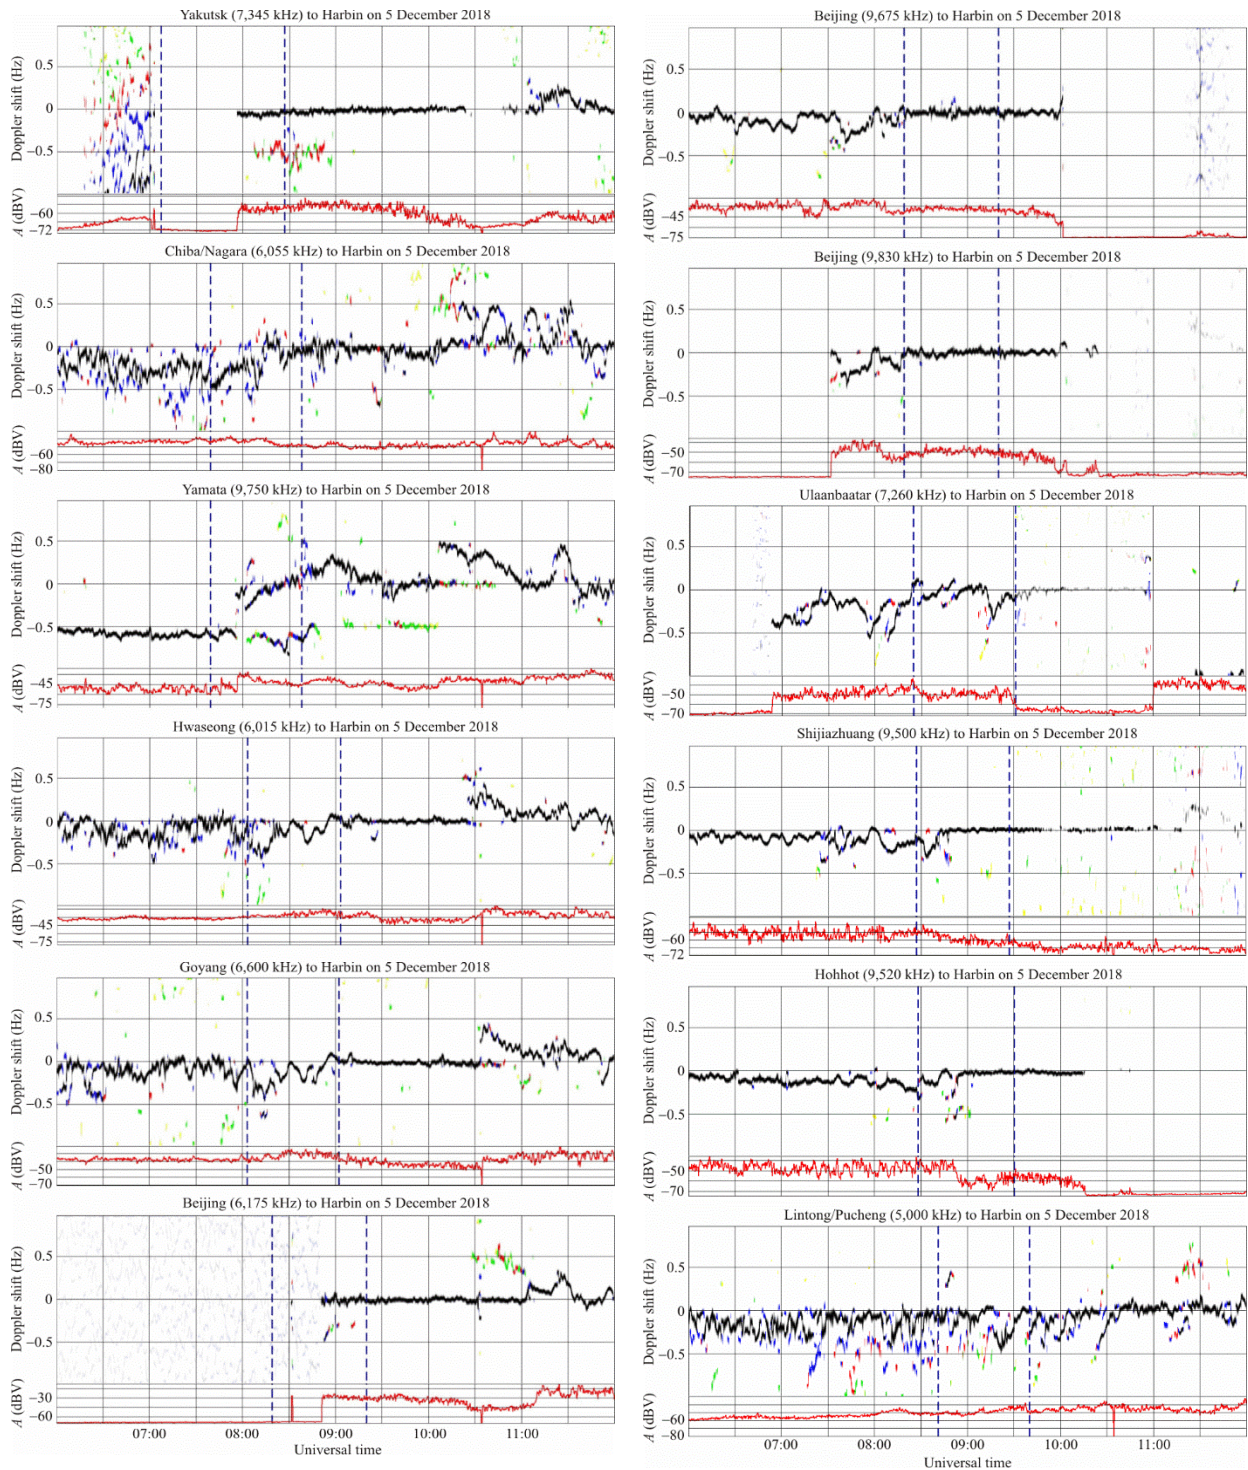 Yakutsk (7,345 kHz) to Harbin on 5 December 2018
Doppler shift (Hz)
0.5
0
−0.5
A (dBV)
−60
−72
Chiba/Nagara (6,055 kHz) to Harbin on 5 December 2018
Doppler shift (Hz)
0.5
0
−0.5
A (dBV)
−60
−80
Yamata (9,750 kHz) to Harbin on 5 December 2018
Doppler shift (Hz)
0.5
0
−0.5
A (dBV)
−45
−75
Hwaseong (6,015 kHz) to Harbin on 5 December 2018
Doppler shift (Hz)
0.5
0
−0.5
A (dBV)
−45
−75
Goyang (6,600 kHz) to Harbin on 5 December 2018
Doppler shift (Hz)
0.5
0
−0.5
A (dBV)
−50
−70
Beijing (6,175 kHz) to Harbin on 5 December 2018
Doppler shift (Hz)
0.5
0
−0.5
A (dBV)
−30
−60
07:00 08:00 09:00 10:00 11:00
Universal time
Beijing (9,675 kHz) to Harbin on 5 December 2018
Doppler shift (Hz)
0.5
0
−0.5
A (dBV)
−45
−75
Beijing (9,830 kHz) to Harbin on 5 December 2018
Doppler shift (Hz)
0.5
0
−0.5
A (dBV)
−50
−70
Ulaanbaatar (7,260 kHz) to Harbin on 5 December 2018
Doppler shift (Hz)
0.5
0
−0.5
A (dBV)
−50
−70
Shijiazhuang (9,500 kHz) to Harbin on 5 December 2018
Doppler shift (Hz)
0.5
0
−0.5
A (dBV)
−60
−72
Hohhot (9,520 kHz) to Harbin on 5 December 2018
Doppler shift (Hz)
0.5
0
−0.5
A (dBV)
−50
−70
Lintong/Pucheng (5,000 kHz) to Harbin on 5 December 2018
Doppler shift (Hz)
0.5
0
−0.5
A (dBV)
−60
−80
07:00 08:00 09:00 10:00 11:00
Universal time